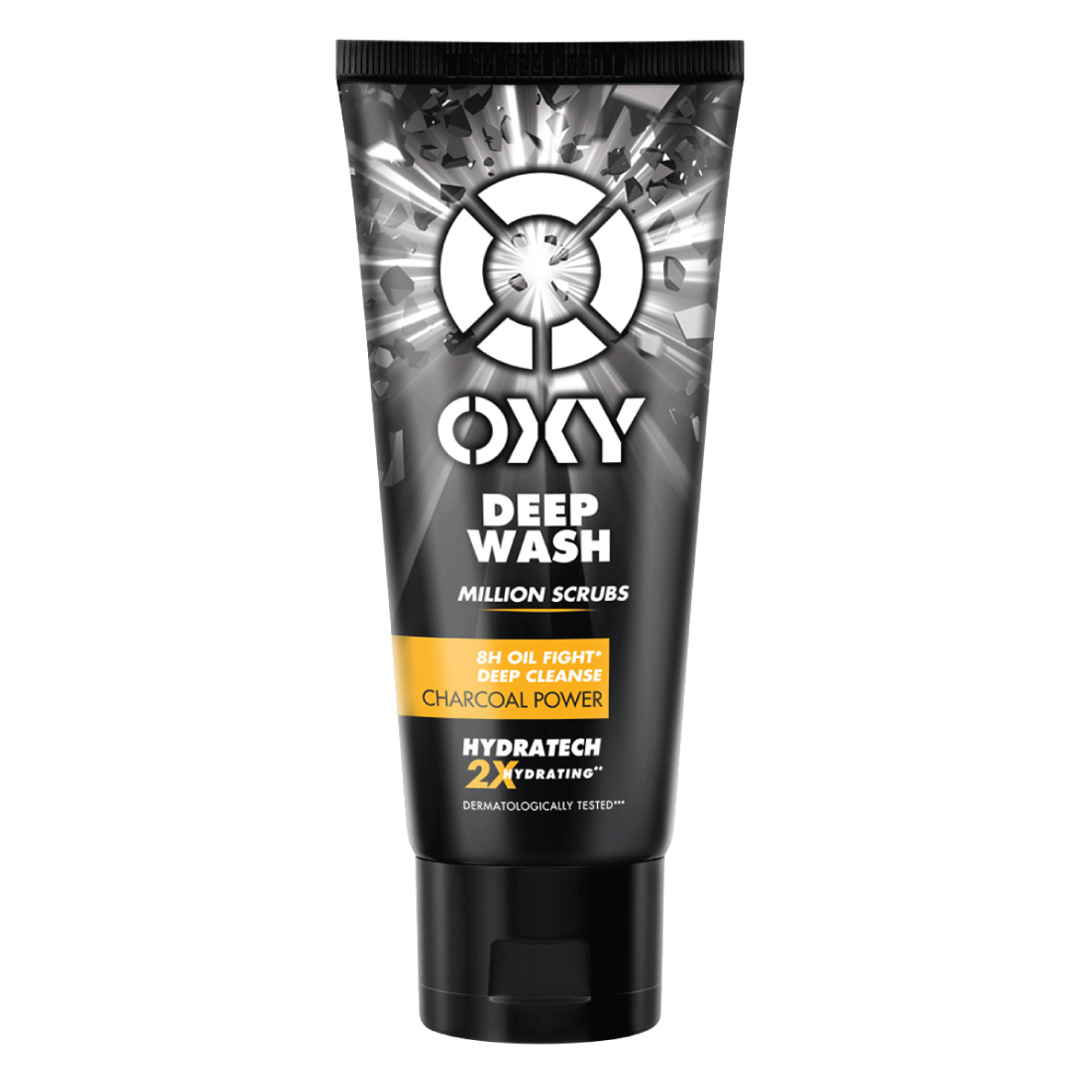 OXY
DEEP
WASH
MILLION SCRUBS
8H OIL FIGHT*
DEEP CLEANSE
CHARCOAL POWER
HYDRATECH
2X HYDRATING**
DERMATOLOGICALLY TESTED***